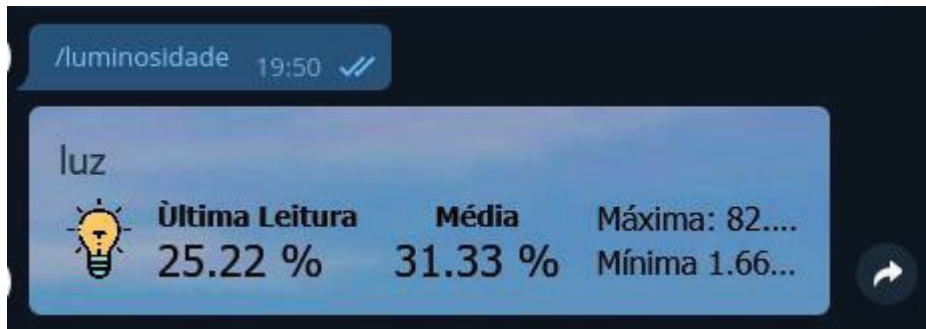 /luminosidade 19:50
luz
Ùltima Leitura Média Máxima: 82....
25.22 % 31.33 % Mínima 1.66...